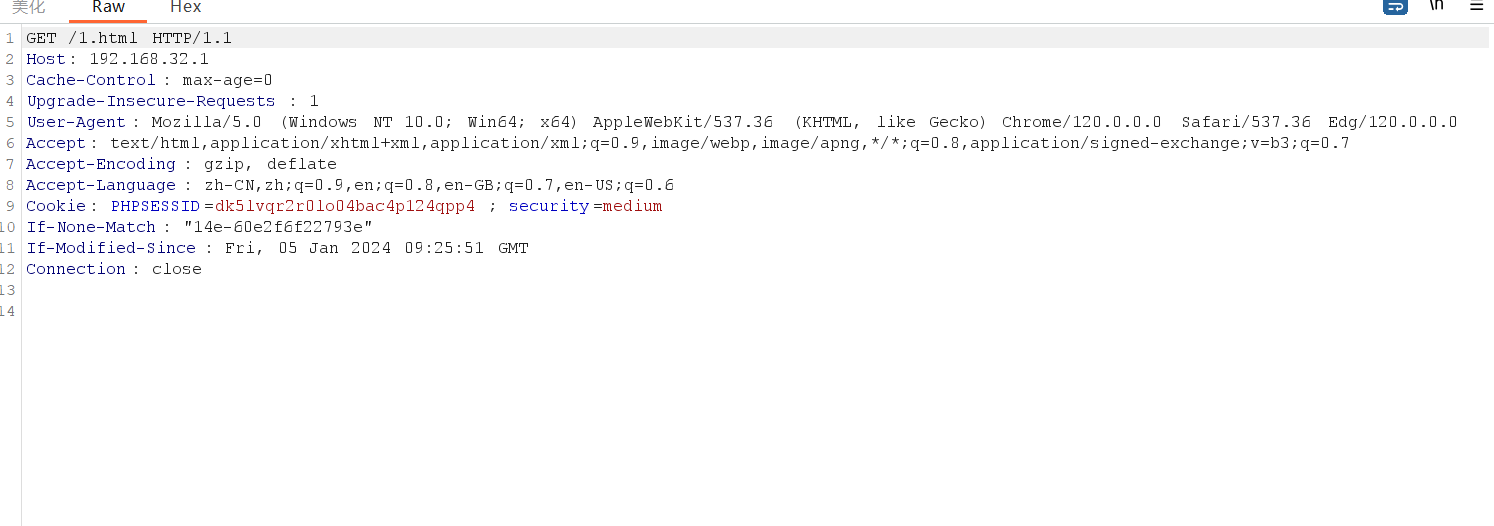 美化 Raw Hex \n
1 GET /1.html HTTP/1.1
2 Host: 192.168.32.1
3 Cache-Control: max-age=0
4 Upgrade-Insecure-Requests: 1
5 User-Agent: Mozilla/5.0 (Windows NT 10.0; Win64; x64) AppleWebKit/537.36 (KHTML, like Gecko) Chrome/120.0.0.0 Safari/537.36 Edg/120.0.0.0
6 Accept: text/html,application/xhtml+xml,application/xml;q=0.9,image/webp,image/apng,*/*;q=0.8,application/signed-exchange;v=b3;q=0.7
7 Accept-Encoding: gzip, deflate
8 Accept-Language: zh-CN,zh;q=0.9,en;q=0.8,en-GB;q=0.7,en-US;q=0.6
9 Cookie: PHPSESSID=dk5lvqr2r0lo04bac4p124qpp4; security=medium
10 If-None-Match: "14e-60e2f6f22793e"
11 If-Modified-Since: Fri, 05 Jan 2024 09:25:51 GMT
12 Connection: close
13
14